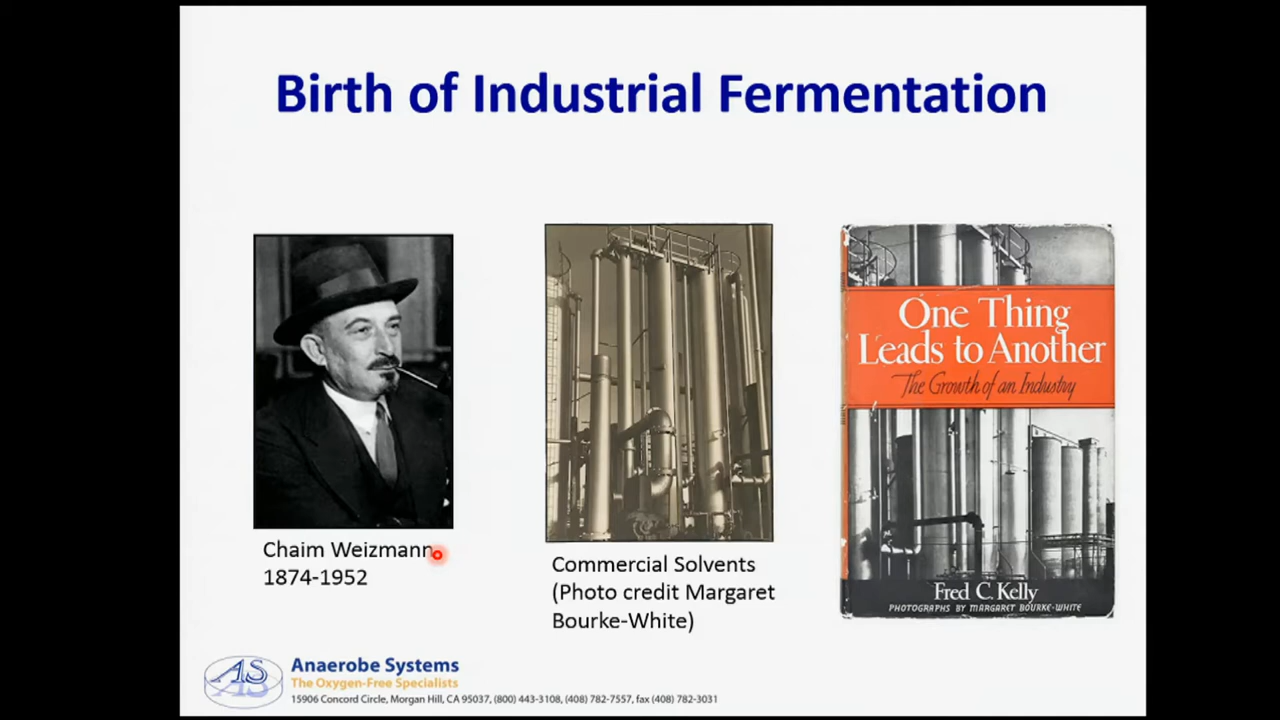 Birth of Industrial Fermentation
Chaim Weizmann
1874-1952
Commercial Solvents
(Photo credit Margaret
Bourke-White)
One Thing
Leads to Another
The Growth of an Industry
Fred C. Kelly
PHOTOGRAPHS BY MARGARET BOURKE-WHITE
AS
Anaerobe Systems
The Oxygen-Free Specialists
15906 Concord Circle, Morgan Hill, CA 95037, (800) 443-3108, (408) 782-7557, fax (408) 782-3031